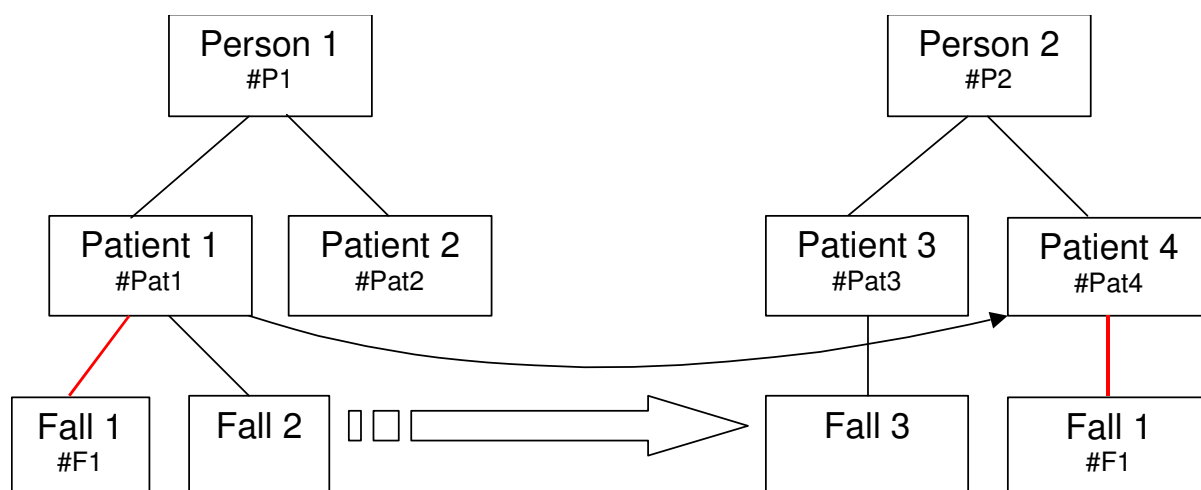 Person 1
#P1
Person 2
#P2
Patient 1
#Pat1
Patient 2
#Pat2
Patient 3
#Pat3
Patient 4
#Pat4
Fall 1
#F1
Fall 2
Fall 3
Fall 1
#F1